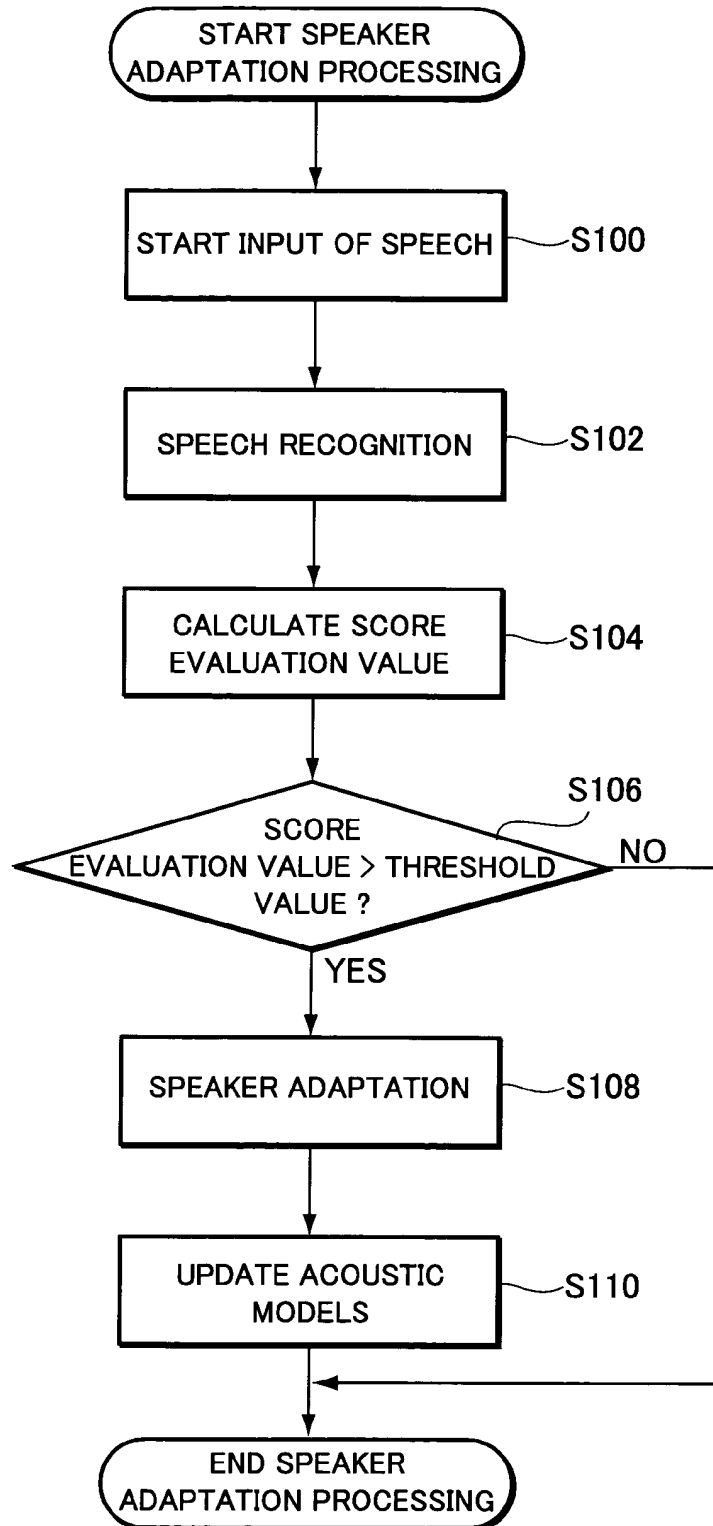 START SPEAKER
ADAPTATION PROCESSING
START INPUT OF SPEECH
S100
SPEECH RECOGNITION
S102
CALCULATE SCORE
EVALUATION VALUE
S104
S106
SCORE
EVALUATION VALUE > THRESHOLD
VALUE ?
NO
YES
SPEAKER ADAPTATION
S108
UPDATE ACOUSTIC
MODELS
S110
END SPEAKER
ADAPTATION PROCESSING